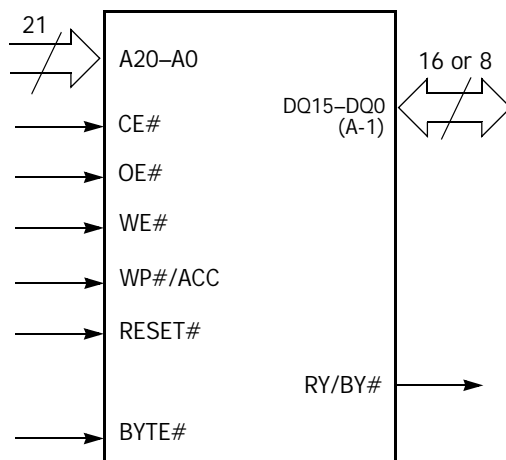 21
A20–A0
16 or 8
DQ15–DQ0
(A-1)
CE#
OE#
WE#
WP#/ACC
RESET#
RY/BY#
BYTE#